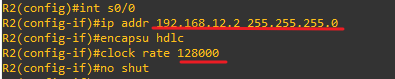 R2(config)#int s0/0
R2(config-if)#ip addr 192.168.12.2 255.255.255.0
R2(config-if)#encapsu hdlc
R2(config-if)#clock rate 128000
R2(config-if)#no shut